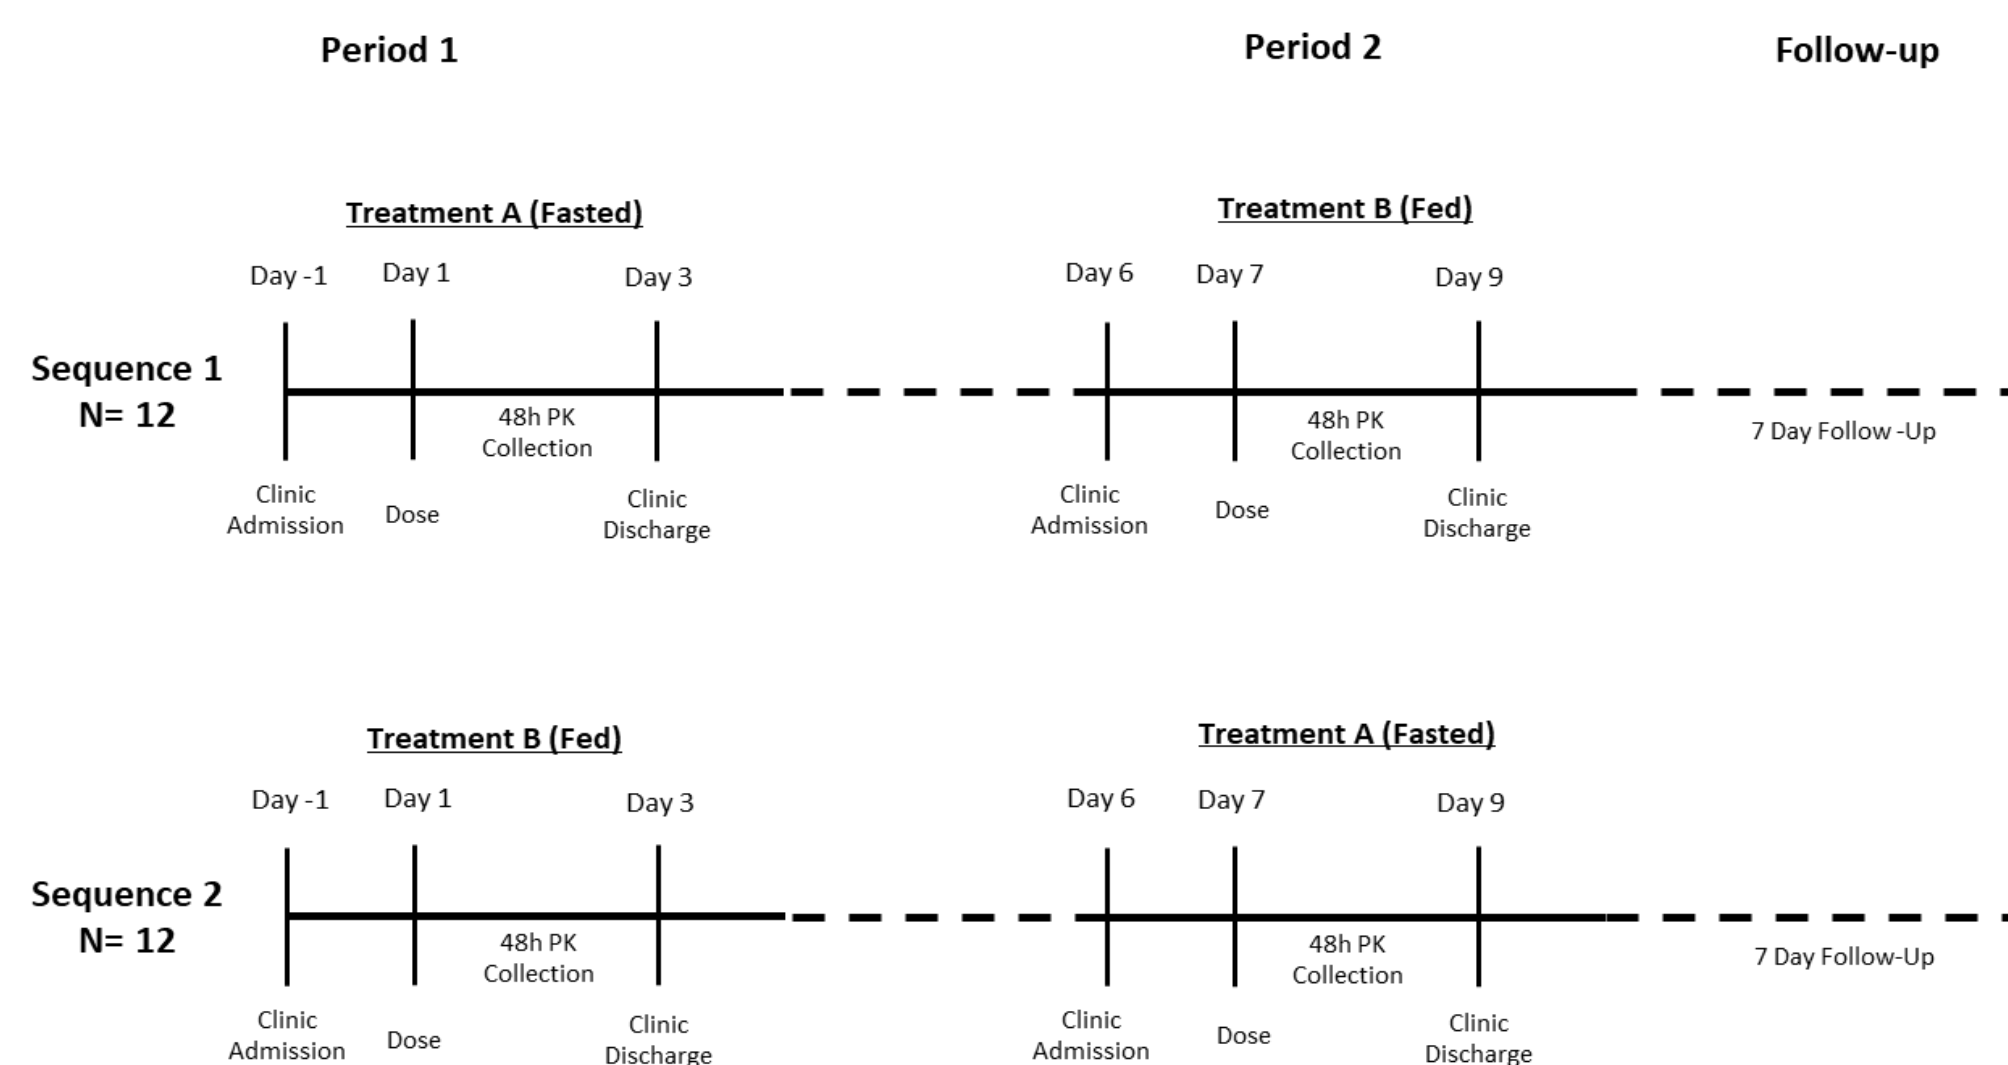 Period 1
Period 2
Follow-up
Treatment A (Fasted)
Treatment B (Fed)
Day -1
Day 1
Day 3
Day 6
Day 7
Day 9
Sequence 1
N= 12
48h PK
Collection
48h PK
Collection
7 Day Follow -Up
Clinic
Admission
Dose
Clinic
Discharge
Clinic
Admission
Dose
Clinic
Discharge
Treatment B (Fed)
Treatment A (Fasted)
Day -1
Day 1
Day 3
Day 6
Day 7
Day 9
Sequence 2
N= 12
48h PK
Collection
48h PK
Collection
7 Day Follow-Up
Clinic
Admission
Dose
Clinic
Discharge
Clinic
Admission
Dose
Clinic
Discharge